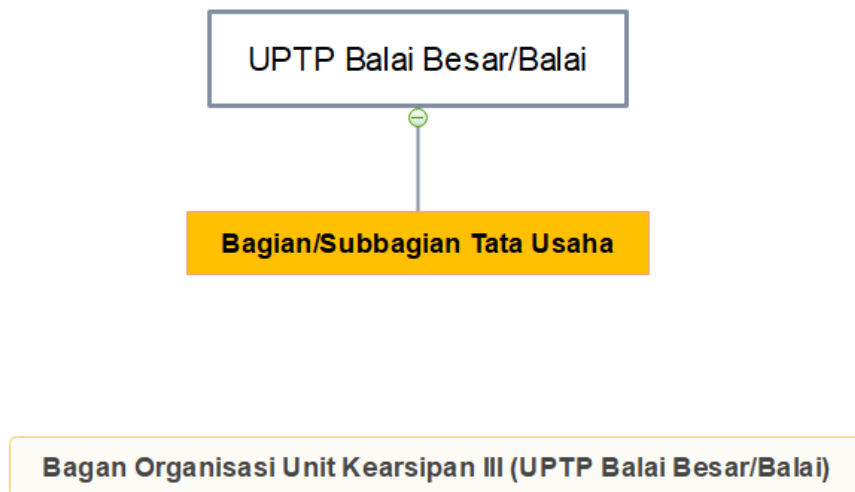 UPTP Balai Besar/Balai
Bagian/Subbagian Tata Usaha
Bagan Organisasi Unit Kearsipan III (UPTP Balai Besar/Balai)